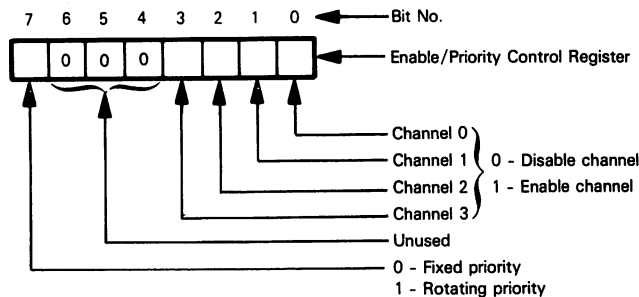 7 6 5 4 3 2 1 0 Bit No.
0 0 0 Enable/Priority Control Register
Channel 0
Channel 1 0 - Disable channel
Channel 2 1 - Enable channel
Channel 3
Unused
0 - Fixed priority
1 - Rotating priority